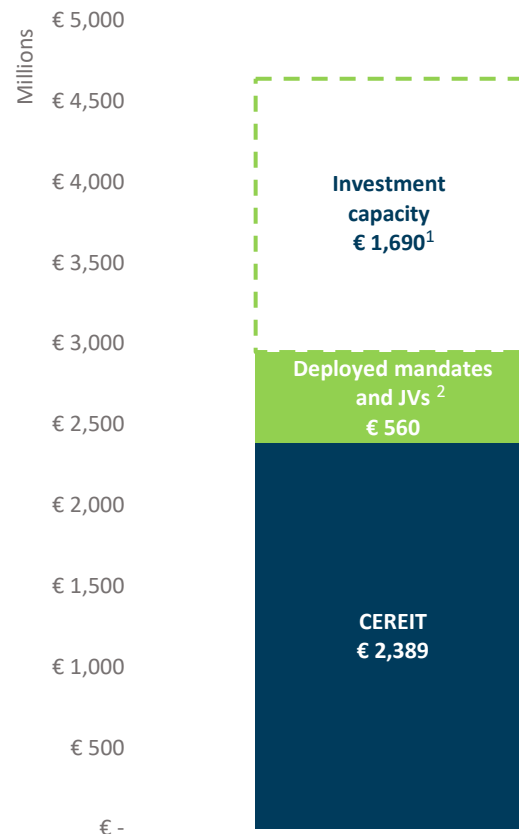 Millions
€ 5,000
€ 4,500
€ 4,000
€ 3,500
€ 3,000
€ 2,500
€ 2,000
€ 1,500
€ 1,000
€ 500
€ -
Investment
capacity
€ 1,690¹
Deployed mandates
and JVs ²
€ 560
CEREIT
€ 2,389